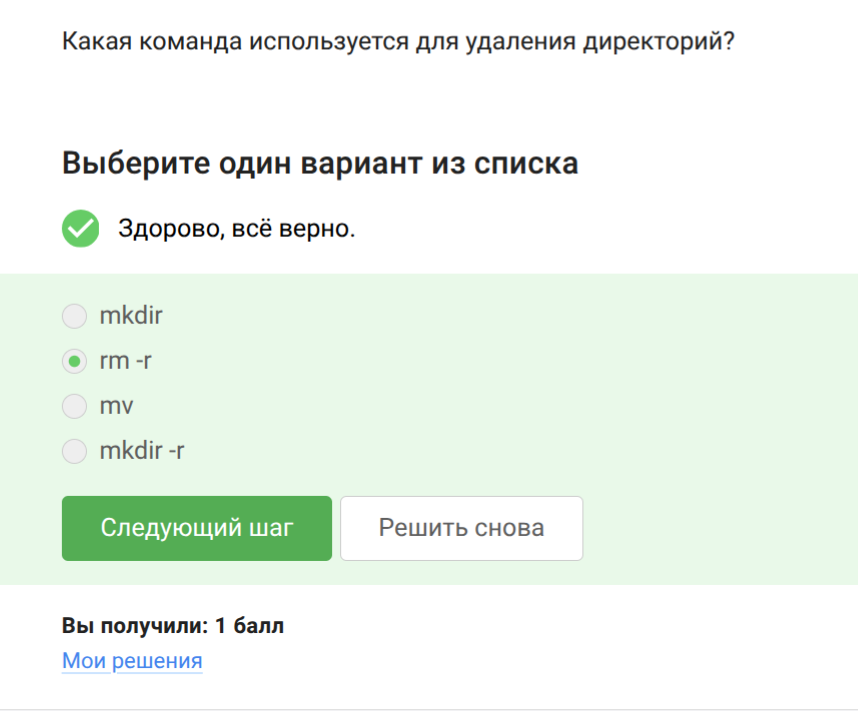 Какая команда используется для удаления директорий?
Выберите один вариант из списка
Здорово, всё верно.
mkdir
rm -r
mv
mkdir -r
Следующий шаг
Решить снова
Вы получили: 1 балл
Мои решения